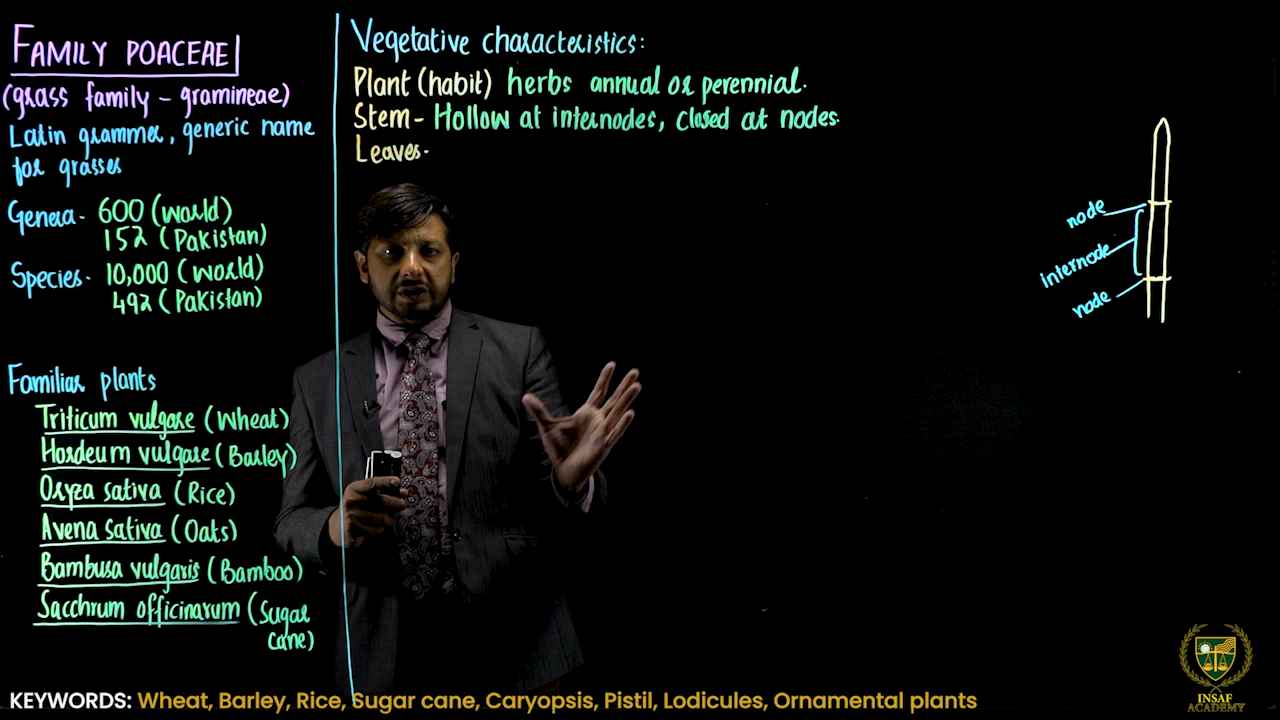 FAMILY POACEAE
(grass family - gramineae)
Latin grammer, generic name
for grasses
Genera - 600 (world)
152 (Pakistan)
Species - 10,000 (world)
492 (Pakistan)
Familiar plants
Triticum vulgare (Wheat)
Hordeum vulgare (Barley)
Oryza sativa (Rice)
Avena sativa (Oats)
Bambusa vulgaris (Bamboo)
Sacchrum officinarum (Sugar
cane)
Vegetative characteristics:
Plant (habit) herbs annual or perennial.
Stem - Hollow at internodes, closed at nodes.
Leaves -
node
internode
node
KEYWORDS: Wheat, Barley, Rice, Sugar cane, Caryopsis, Pistil, Lodicules, Ornamental plants
INSAF
ACADEMY